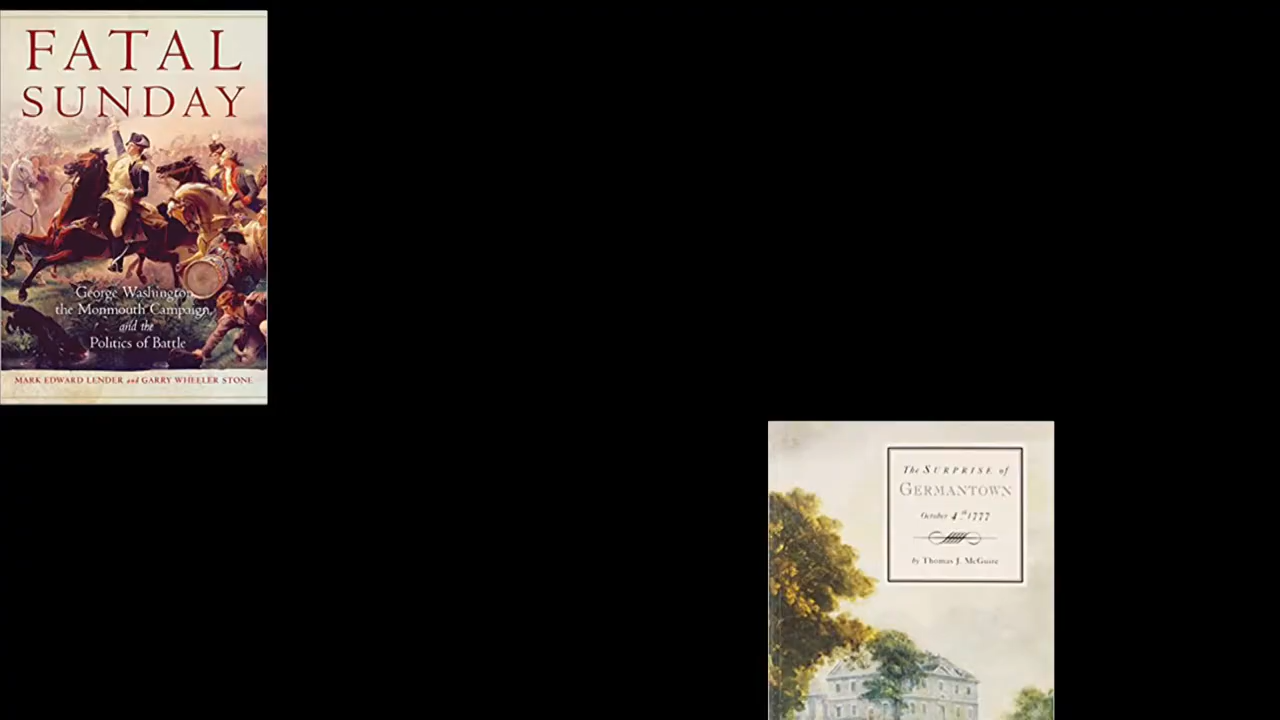 FATAL
SUNDAY
George Washington,
the Monmouth Campaign,
and the
Politics of Battle
MARK EDWARD LENDER and GARRY WHEELER STONE
The SURPRISE of
GERMANTOWN
October 4th 1777
by Thomas J. McGuire